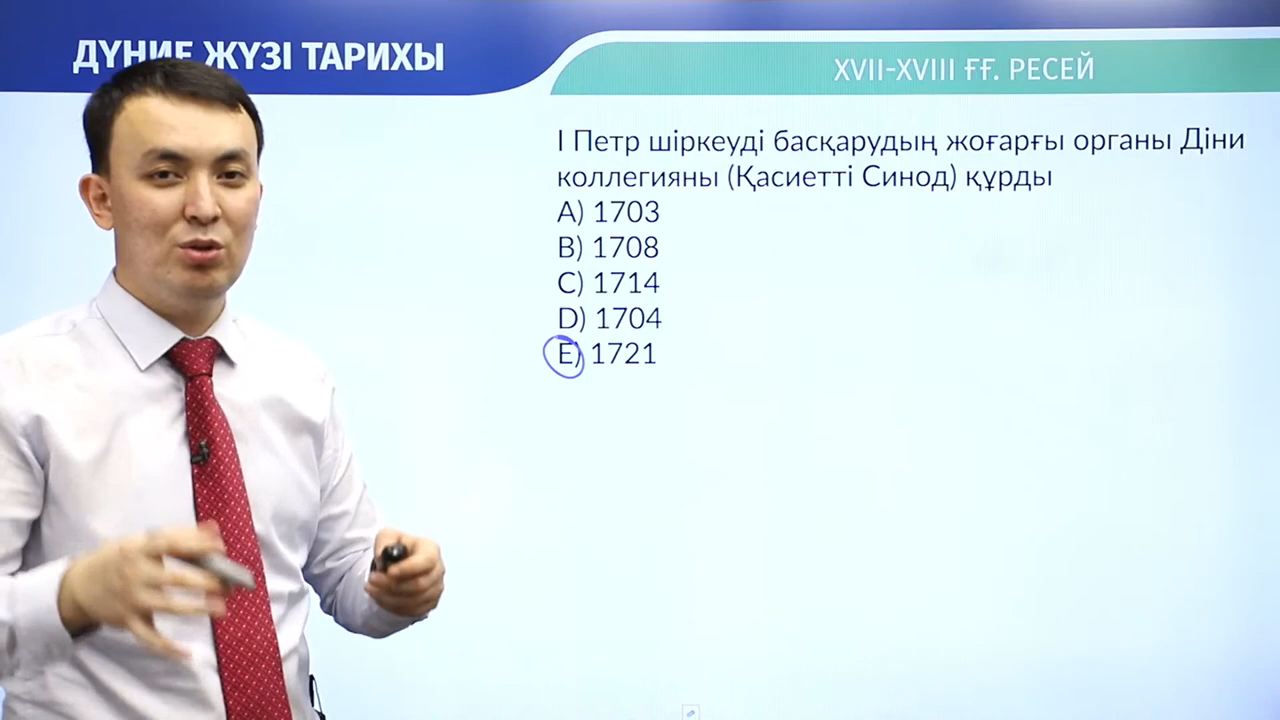 ДҮНИЕ ЖҮЗІ ТАРИХЫ
XVII-XVIII ҒҒ. РЕСЕЙ
І Петр шіркеуді басқарудың жоғарғы органы Діни
коллегияны (Қасиетті Синод) құрды
A) 1703
B) 1708
C) 1714
D) 1704
E) 1721